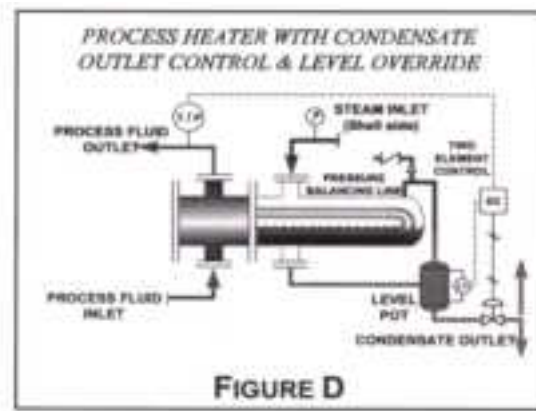 PROCESS HEATER WITH CONDENSATE
OUTLET CONTROL & LEVEL OVERRIDE
STEAM INLET
(Shell side)
PROCESS FLUID
OUTLET
TWO
ELEMENT
CONTROL
PRESSURE
BALANCING LINE
PROCESS FLUID
INLET
LEVEL
POT
CONDENSATE OUTLET
FIGURE D